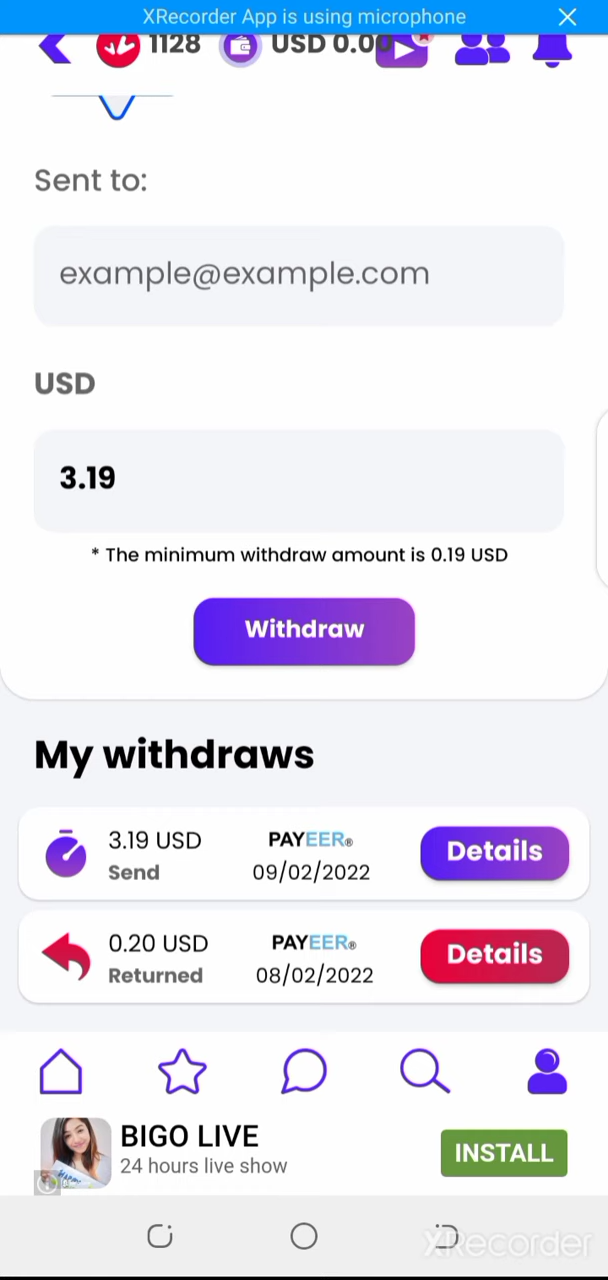 XRecorder App is using microphone
1128 USD 0.00
Sent to:
example@example.com
USD
3.19
* The minimum withdraw amount is 0.19 USD
Withdraw
My withdraws
3.19 USD PAYEER® Details
Send 09/02/2022
0.20 USD PAYEER® Details
Returned 08/02/2022
BIGO LIVE
24 hours live show
INSTALL
XRecorder